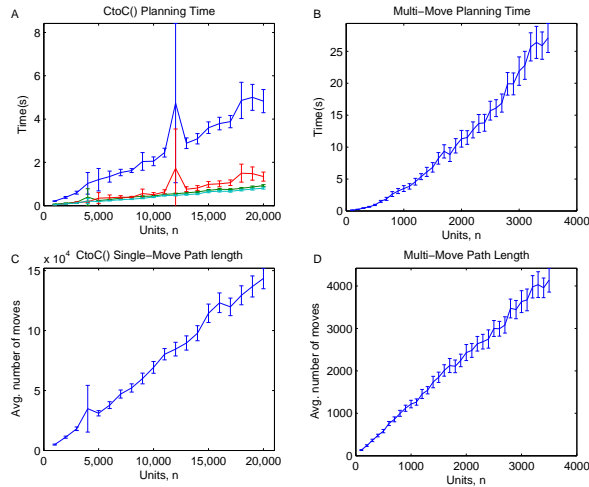 A
CtoC() Planning Time
Time(s)
8
6
4
2
0
0
5,000
10,000
15,000
20,000
Units, n
B
Multi−Move Planning Time
Time(s)
25
20
15
10
5
0
0
1000
2000
3000
4000
Units, n
C
x 10^4
CtoC() Single−Move Path length
Avg. number of moves
15
10
5
0
0
5,000
10,000
15,000
20,000
Units, n
D
Multi−Move Path Length
Avg. number of moves
4000
3000
2000
1000
0
0
1000
2000
3000
4000
Units, n